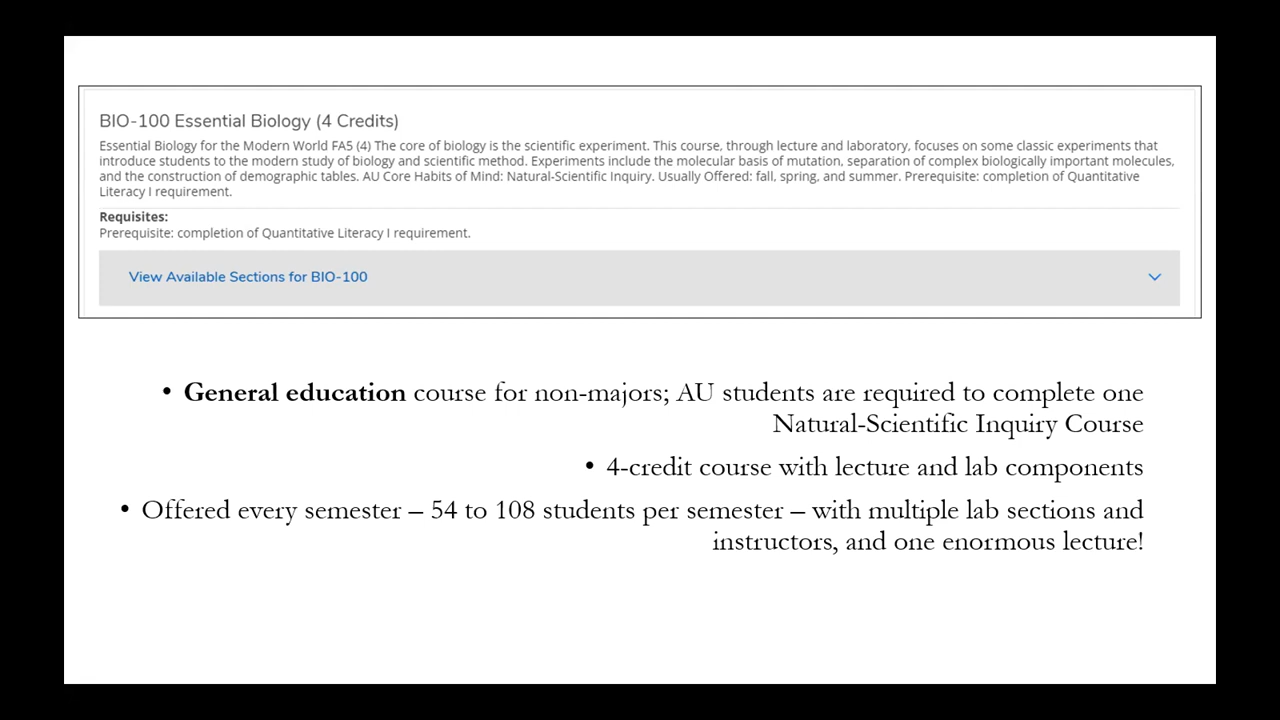 BIO-100 Essential Biology (4 Credits)
Essential Biology for the Modern World FA5 (4) The core of biology is the scientific experiment. This course, through lecture and laboratory, focuses on some classic experiments that
introduce students to the modern study of biology and scientific method. Experiments include the molecular basis of mutation, separation of complex biologically important molecules,
and the construction of demographic tables. AU Core Habits of Mind: Natural-Scientific Inquiry. Usually Offered: fall, spring, and summer. Prerequisite: completion of Quantitative
Literacy I requirement.
Requisites:
Prerequisite: completion of Quantitative Literacy I requirement.
View Available Sections for BIO-100
• General education course for non-majors; AU students are required to complete one
Natural-Scientific Inquiry Course
• 4-credit course with lecture and lab components
• Offered every semester – 54 to 108 students per semester – with multiple lab sections and
instructors, and one enormous lecture!